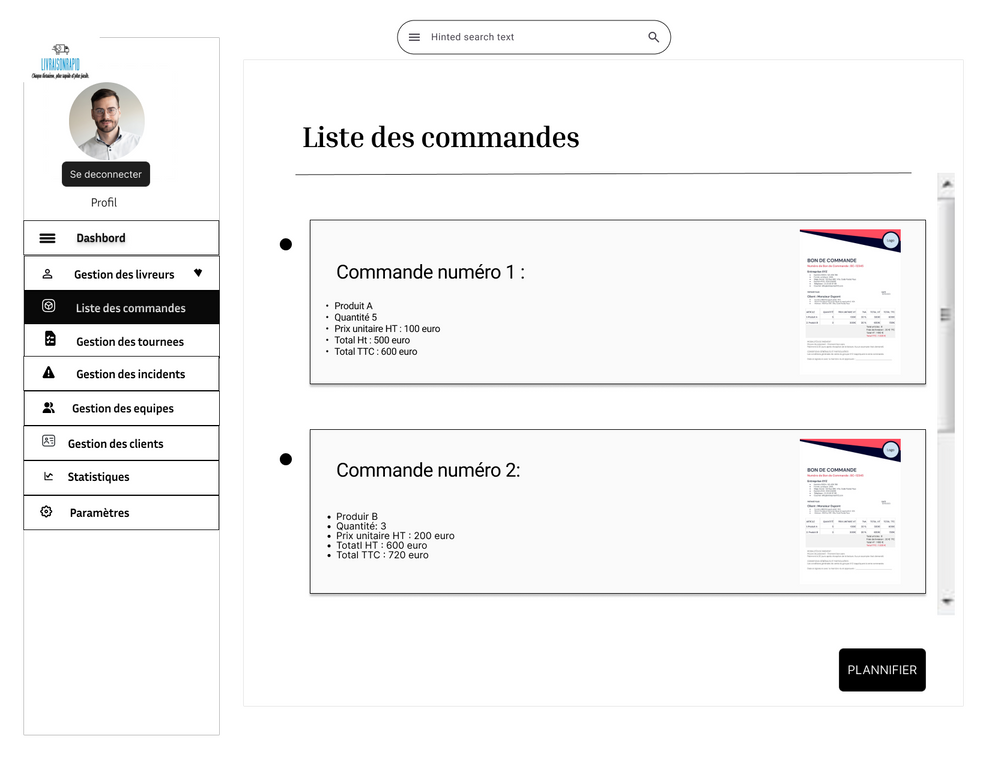 Hinted search text
LIVRAISONRAPID
Chaque livraison, plus rapide et plus facile.
Se deconnecter
Profil
Dashbord
Gestion des livreurs
Liste des commandes
Gestion des tournees
Gestion des incidents
Gestion des equipes
Gestion des clients
Statistiques
Paramètres
Liste des commandes
Commande numéro 1 :
• Produit A
• Quantité 5
• Prix unitaire HT : 100 euro
• Total Ht : 500 euro
• Total TTC : 600 euro
Logo
BON DE COMMANDE
Commande numéro 2:
• Produir B
• Quantité: 3
• Prix unitaire HT : 200 euro
• Totatl HT : 600 euro
• Total TTC : 720 euro
Logo
BON DE COMMANDE
PLANNIFIER